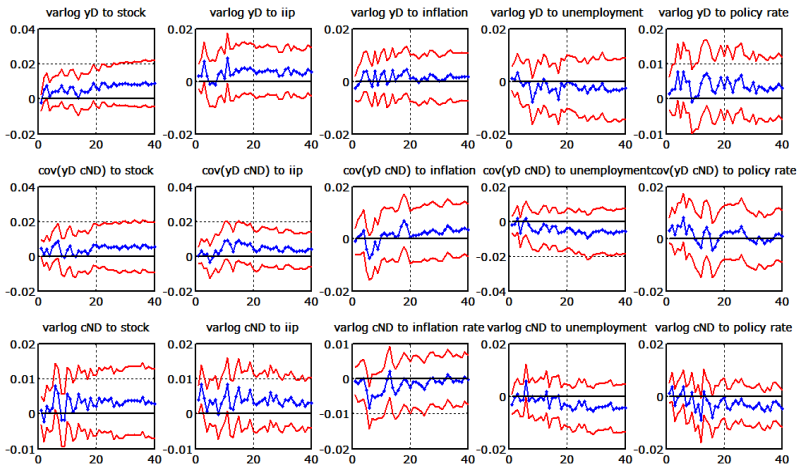 varlog yD to stock varlog yD to iip varlog yD to inflation varlog yD to unemployment varlog yD to policy rate
0.04 0.02 0.02 0.02 0.02
0.02 0.01
0 0 0 0 0
-0.02 -0.02 -0.02 -0.02 -0.01
0 20 40 0 20 40 0 20 40 0 20 40 0 20 40
cov(yD cND) to stock cov(yD cND) to iip cov(yD cND) to inflation cov(yD cND) to unemployment cov(yD cND) to policy rate
0.04 0.04 0.02 0.02 0.02
0.02 0.02 0
0 0 0 -0.02 0
-0.02 -0.02 -0.02 -0.04 -0.02
0 20 40 0 20 40 0 20 40 0 20 40 0 20 40
varlog cND to stock varlog cND to iip varlog cND to inflation rate varlog cND to unemployment varlog cND to policy rate
0.02 0.02 0.01 0.02 0.02
0.01 0
0 0 -0.01 0 0
-0.01 -0.02 -0.02 -0.02 -0.02
0 20 40 0 20 40 0 20 40 0 20 40 0 20 40